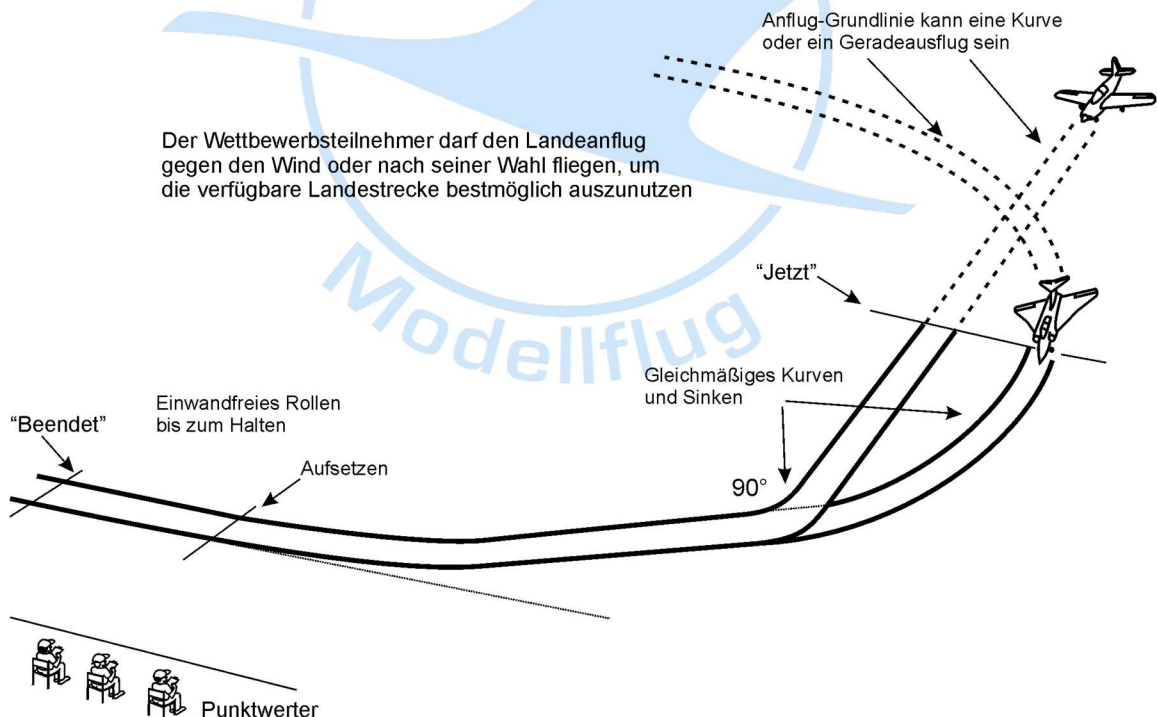 Anflug-Grundlinie kann eine Kurve
oder ein Geradeausflug sein
Der Wettbewerbsteilnehmer darf den Landeanflug
gegen den Wind oder nach seiner Wahl fliegen, um
die verfügbare Landestrecke bestmöglich auszunutzen
Modellflug
“Jetzt”
Gleichmäßiges Kurven
und Sinken
Einwandfreies Rollen
bis zum Halten
“Beendet”
Aufsetzen
90°
Punktwerter